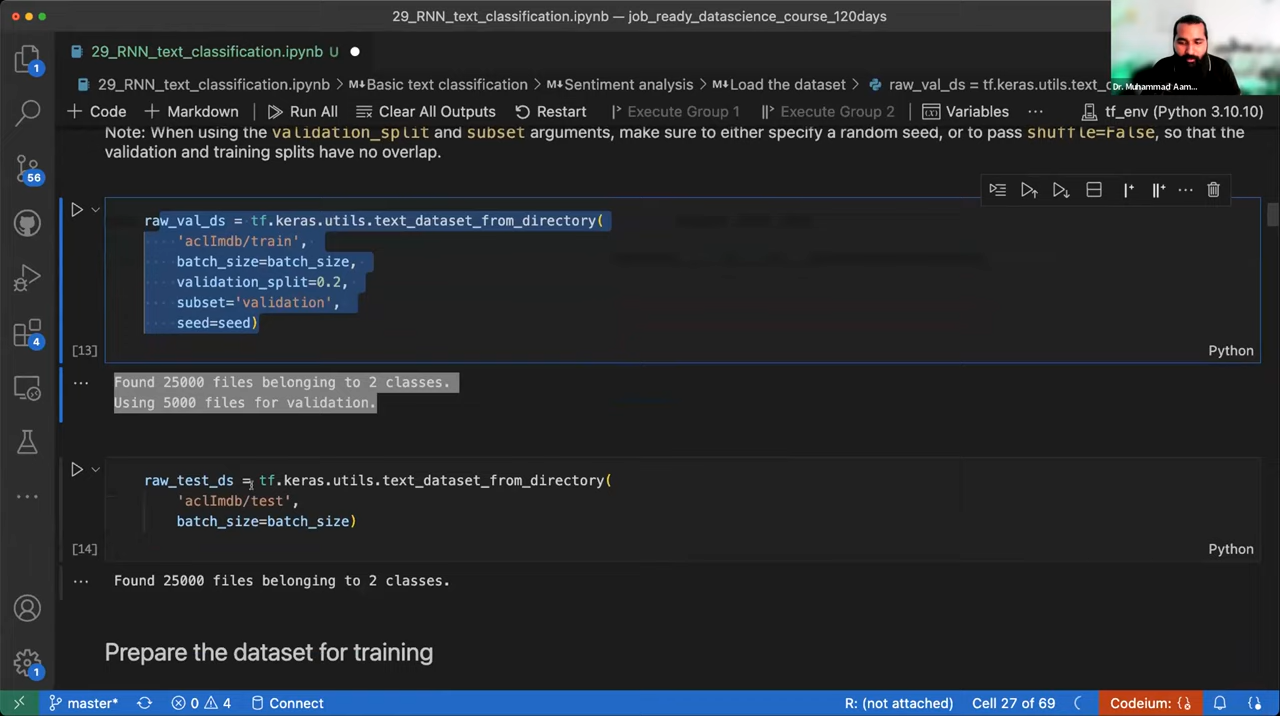 29_RNN_text_classification.ipynb — job_ready_datascience_course_120days
29_RNN_text_classification.ipynb U
29_RNN_text_classification.ipynb > M↓Basic text classification > M↓Sentiment analysis > M↓Load the dataset > raw_val_ds = tf.keras.utils.text_
+ Code + Markdown Run All Clear All Outputs Restart Execute Group 1 Execute Group 2 Variables ... tf_env (Python 3.10.10)
Dr. Muhammad Aam...
Note: When using the validation_split and subset arguments, make sure to either specify a random seed, or to pass shuffle=False, so that the
validation and training splits have no overlap.
raw_val_ds = tf.keras.utils.text_dataset_from_directory(
'aclImdb/train',
batch_size=batch_size,
validation_split=0.2,
subset='validation',
seed=seed)
[13]
Python
... Found 25000 files belonging to 2 classes.
Using 5000 files for validation.
raw_test_ds = tf.keras.utils.text_dataset_from_directory(
'aclImdb/test',
batch_size=batch_size)
[14]
Python
... Found 25000 files belonging to 2 classes.
Prepare the dataset for training
1
56
4
1
master* 0 4 Connect R: (not attached) Cell 27 of 69 Codeium: {}